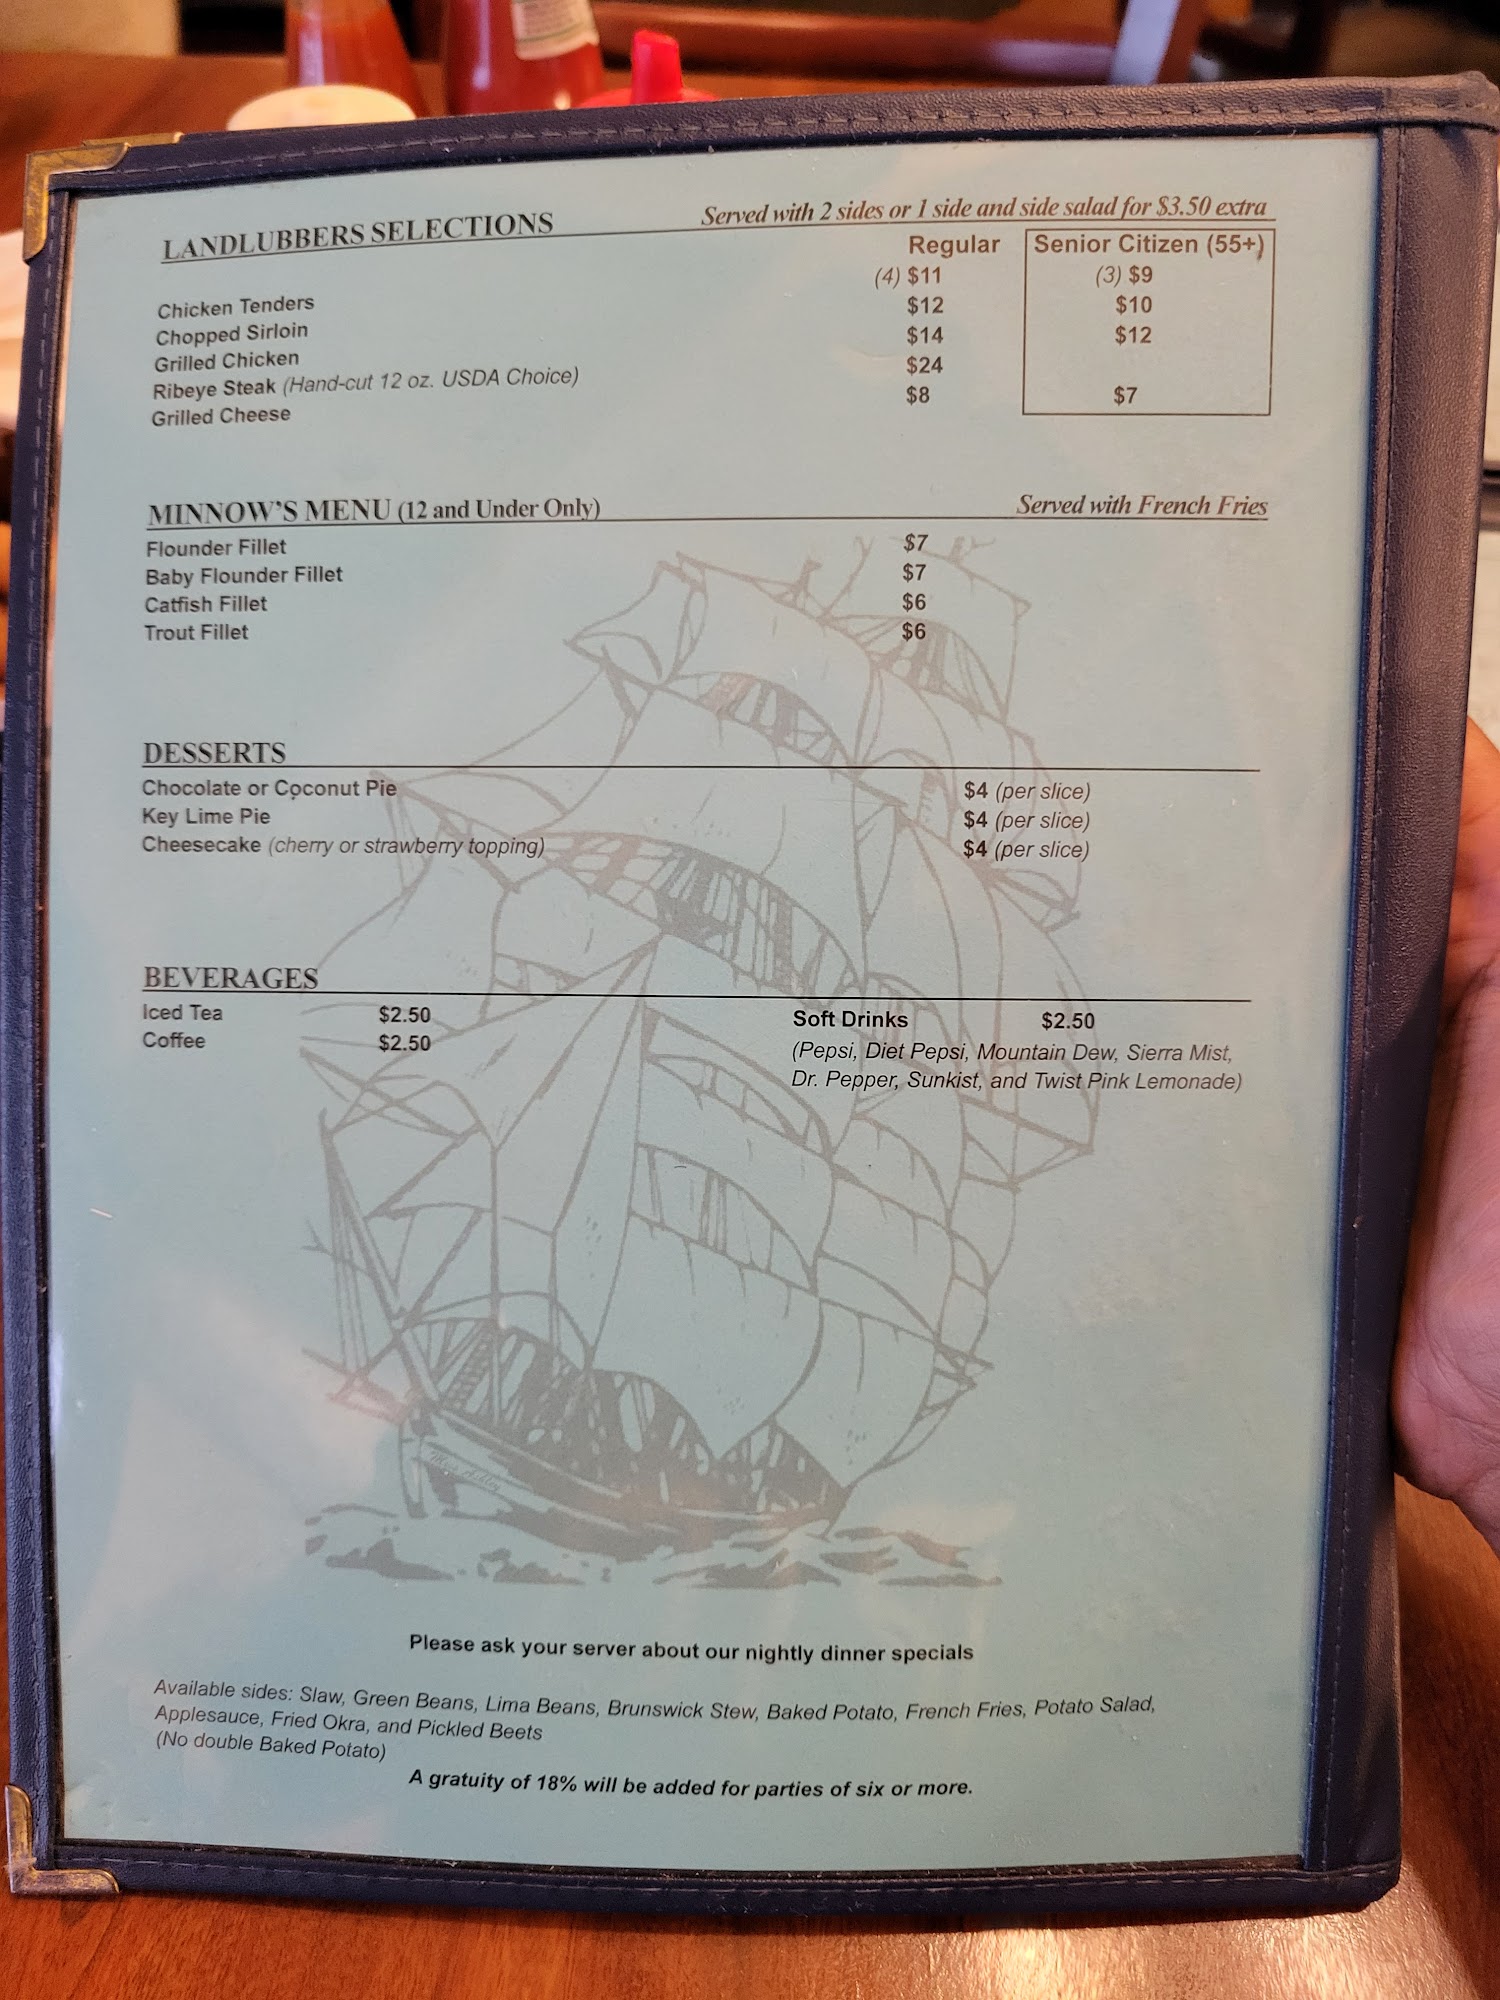 LANDLUBBERS SELECTIONS Served with 2 sides or 1 side and side salad for $3.50 extra
Regular Senior Citizen (55+)
Chicken Tenders (4) $11 (3) $9
Chopped Sirloin $12 $10
Grilled Chicken $14 $12
Ribeye Steak (Hand-cut 12 oz. USDA Choice) $24
Grilled Cheese $8 $7
MINNOW'S MENU (12 and Under Only) Served with French Fries
Flounder Fillet $7
Baby Flounder Fillet $7
Catfish Fillet $6
Trout Fillet $6
DESSERTS
Chocolate or Coconut Pie $4 (per slice)
Key Lime Pie $4 (per slice)
Cheesecake (cherry or strawberry topping) $4 (per slice)
BEVERAGES
Iced Tea $2.50 Soft Drinks $2.50
Coffee $2.50 (Pepsi, Diet Pepsi, Mountain Dew, Sierra Mist,
Dr. Pepper, Sunkist, and Twist Pink Lemonade)
Miss Ashley
Please ask your server about our nightly dinner specials
Available sides: Slaw, Green Beans, Lima Beans, Brunswick Stew, Baked Potato, French Fries, Potato Salad,
Applesauce, Fried Okra, and Pickled Beets
(No double Baked Potato)
A gratuity of 18% will be added for parties of six or more.